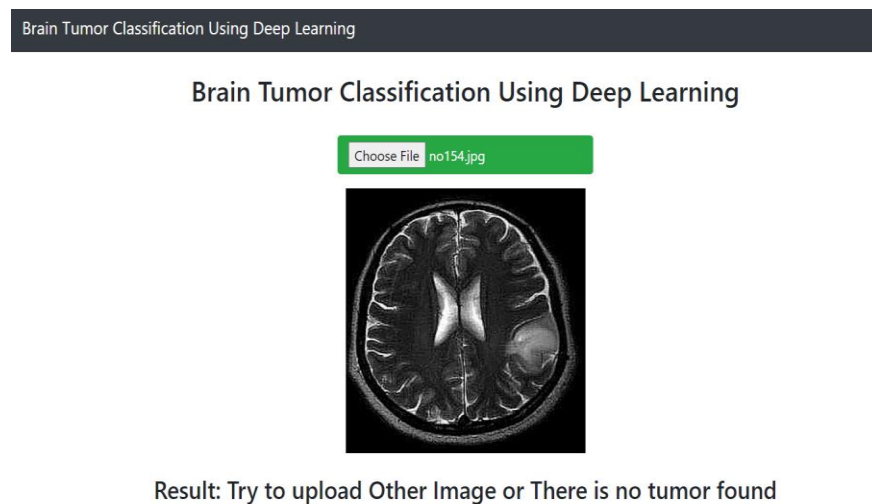 Brain Tumor Classification Using Deep Learning
Brain Tumor Classification Using Deep Learning
Choose File no154.jpg
Result: Try to upload Other Image or There is no tumor found